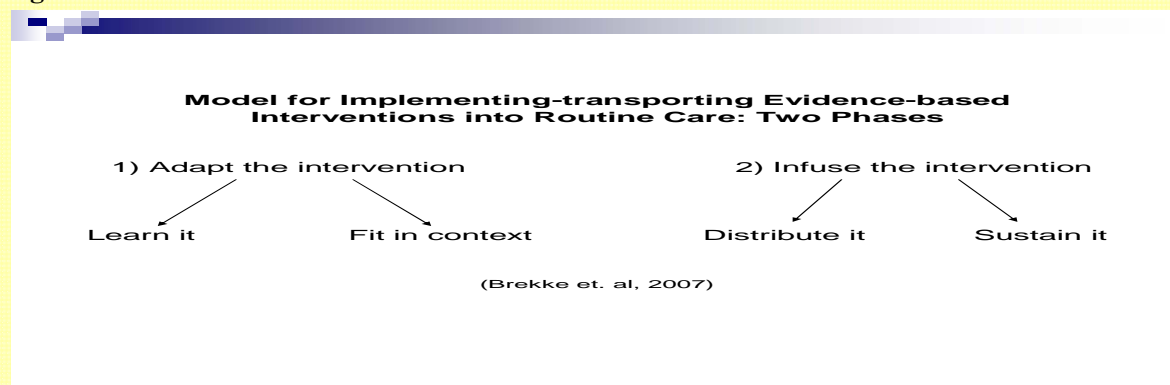 Model for Implementing-transporting Evidence-based
Interventions into Routine Care: Two Phases
1) Adapt the intervention 2) Infuse the intervention
Learn it Fit in context Distribute it Sustain it
(Brekke et. al, 2007)